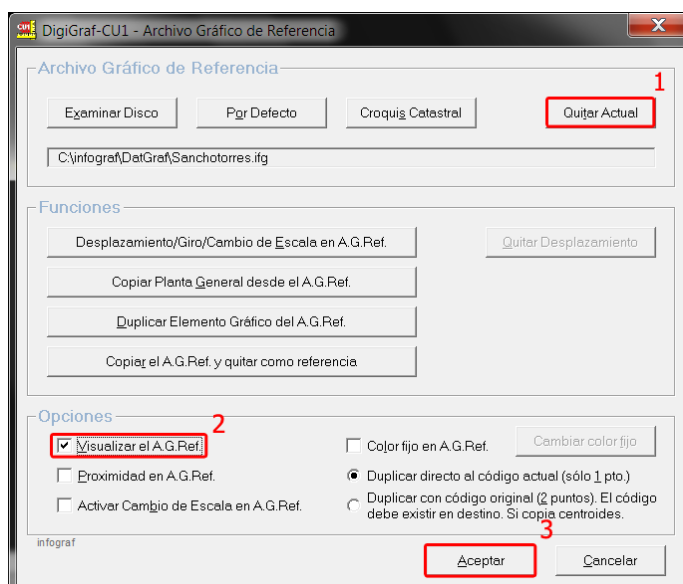 CU1 DigiGraf-CU1 - Archivo Gráfico de Referencia
Archivo Gráfico de Referencia
1
Examinar Disco Por Defecto Croquis Catastral Quitar Actual
C:\infograf\DatGraf\Sanchotorres.ifg
Funciones
Desplazamiento/Giro/Cambio de Escala en A.G.Ref. Quitar Desplazamiento
Copiar Planta General desde el A.G.Ref.
Duplicar Elemento Gráfico del A.G.Ref.
Copiar el A.G.Ref. y quitar como referencia
Opciones
2
Visualizar el A.G.Ref. Color fijo en A.G.Ref. Cambiar color fijo
Proximidad en A.G.Ref. Duplicar directo al código actual (sólo 1 pto.)
Activar Cambio de Escala en A.G.Ref. Duplicar con código original (2 puntos). El código
debe existir en destino. Si copia centroides.
3
infograf
Aceptar Cancelar